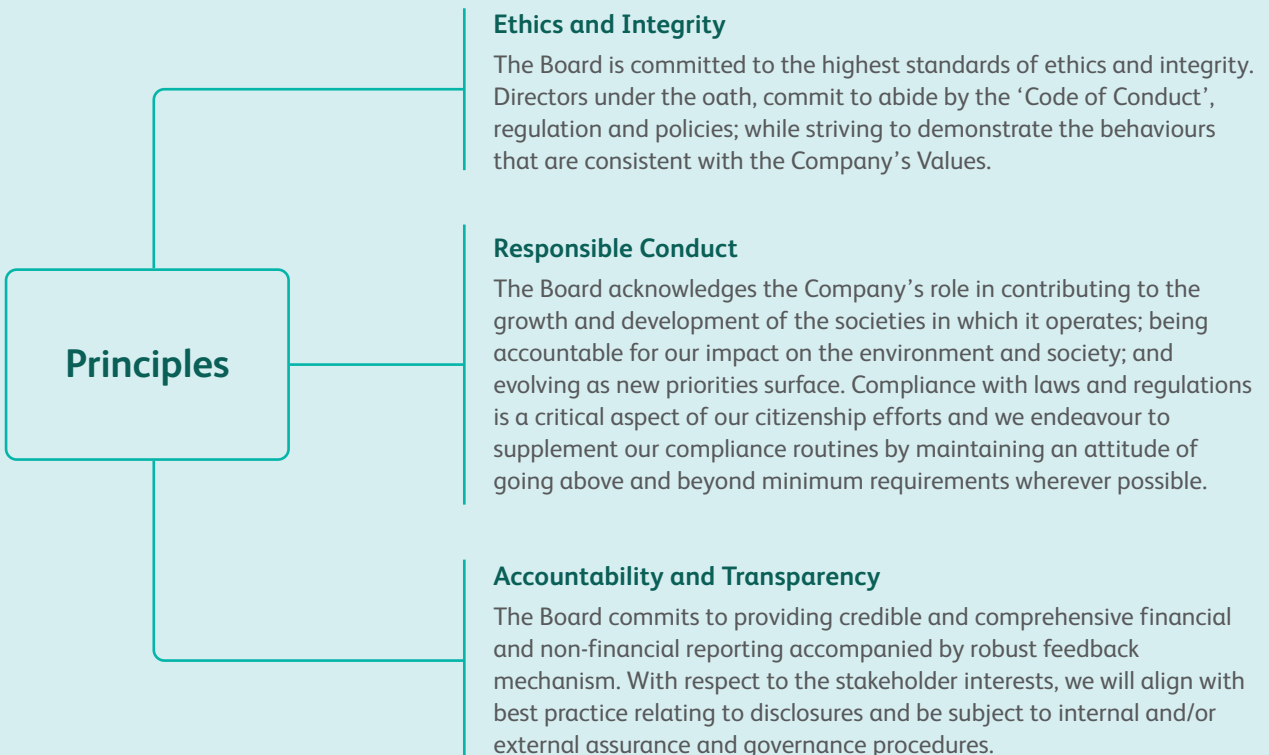 Principles
Ethics and Integrity
The Board is committed to the highest standards of ethics and integrity.
Directors under the oath, commit to abide by the ‘Code of Conduct’,
regulation and policies; while striving to demonstrate the behaviours
that are consistent with the Company’s Values.
Responsible Conduct
The Board acknowledges the Company’s role in contributing to the
growth and development of the societies in which it operates; being
accountable for our impact on the environment and society; and
evolving as new priorities surface. Compliance with laws and regulations
is a critical aspect of our citizenship efforts and we endeavour to
supplement our compliance routines by maintaining an attitude of
going above and beyond minimum requirements wherever possible.
Accountability and Transparency
The Board commits to providing credible and comprehensive financial
and non-financial reporting accompanied by robust feedback
mechanism. With respect to the stakeholder interests, we will align with
best practice relating to disclosures and be subject to internal and/or
external assurance and governance procedures.